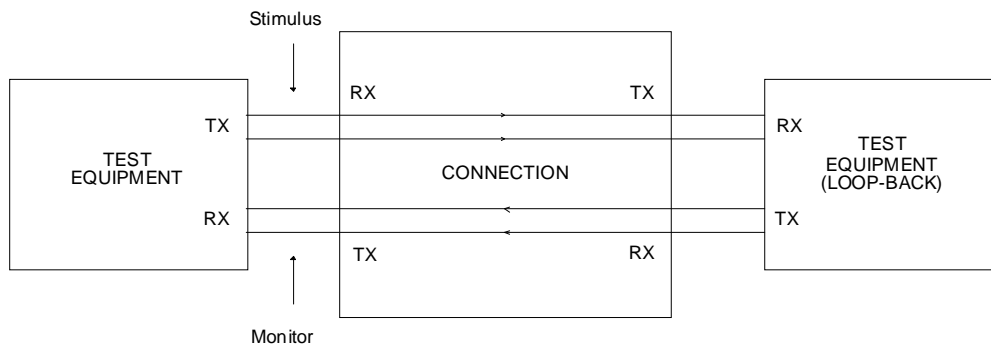 Stimulus
RX
TX
TX
RX
TEST
EQUIPMENT
CONNECTION
TEST
EQUIPMENT
(LOOP-BACK)
RX
TX
TX
RX
Monitor